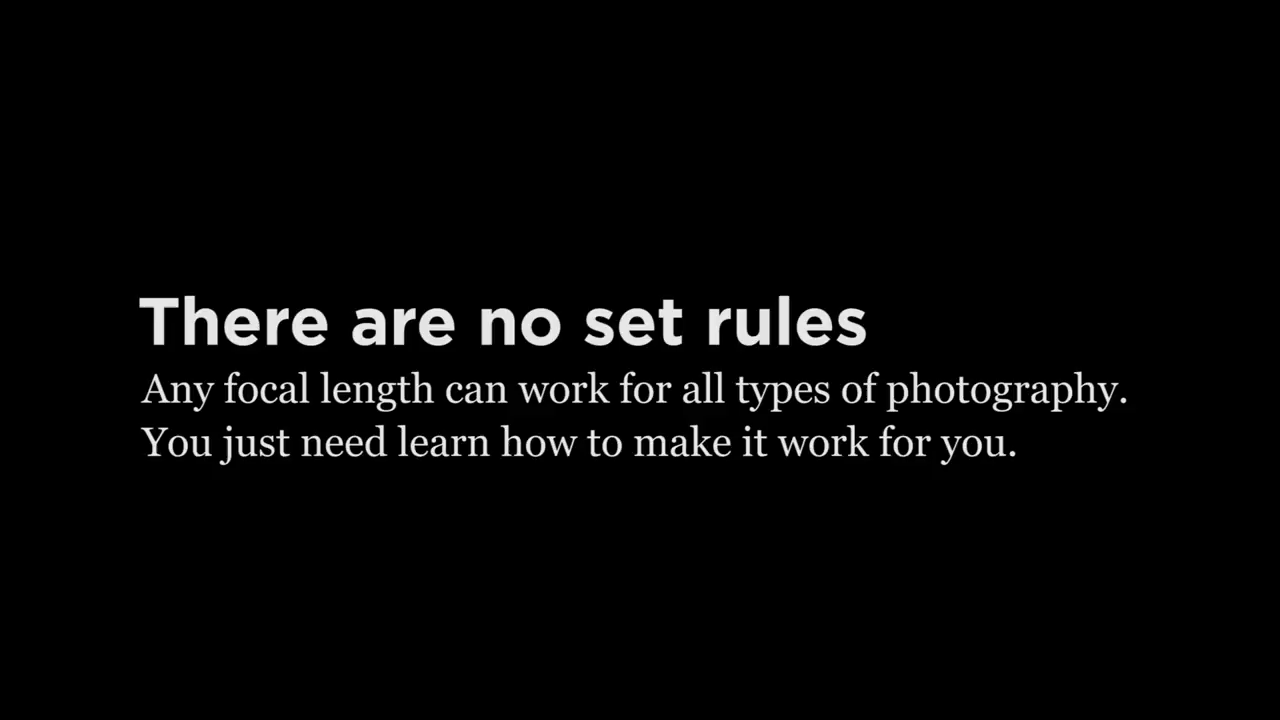 There are no set rules
Any focal length can work for all types of photography.
You just need learn how to make it work for you.